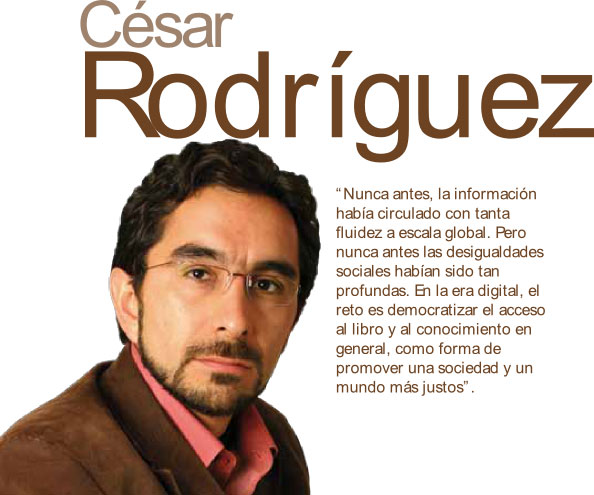 César
Rodríguez
“Nunca antes, la información
había circulado con tanta
fluidez a escala global. Pero
nunca antes las desigualdades
sociales habían sido tan
profundas. En la era digital, el
reto es democratizar el acceso
al libro y al conocimiento en
general, como forma de
promover una sociedad y un
mundo más justos”.